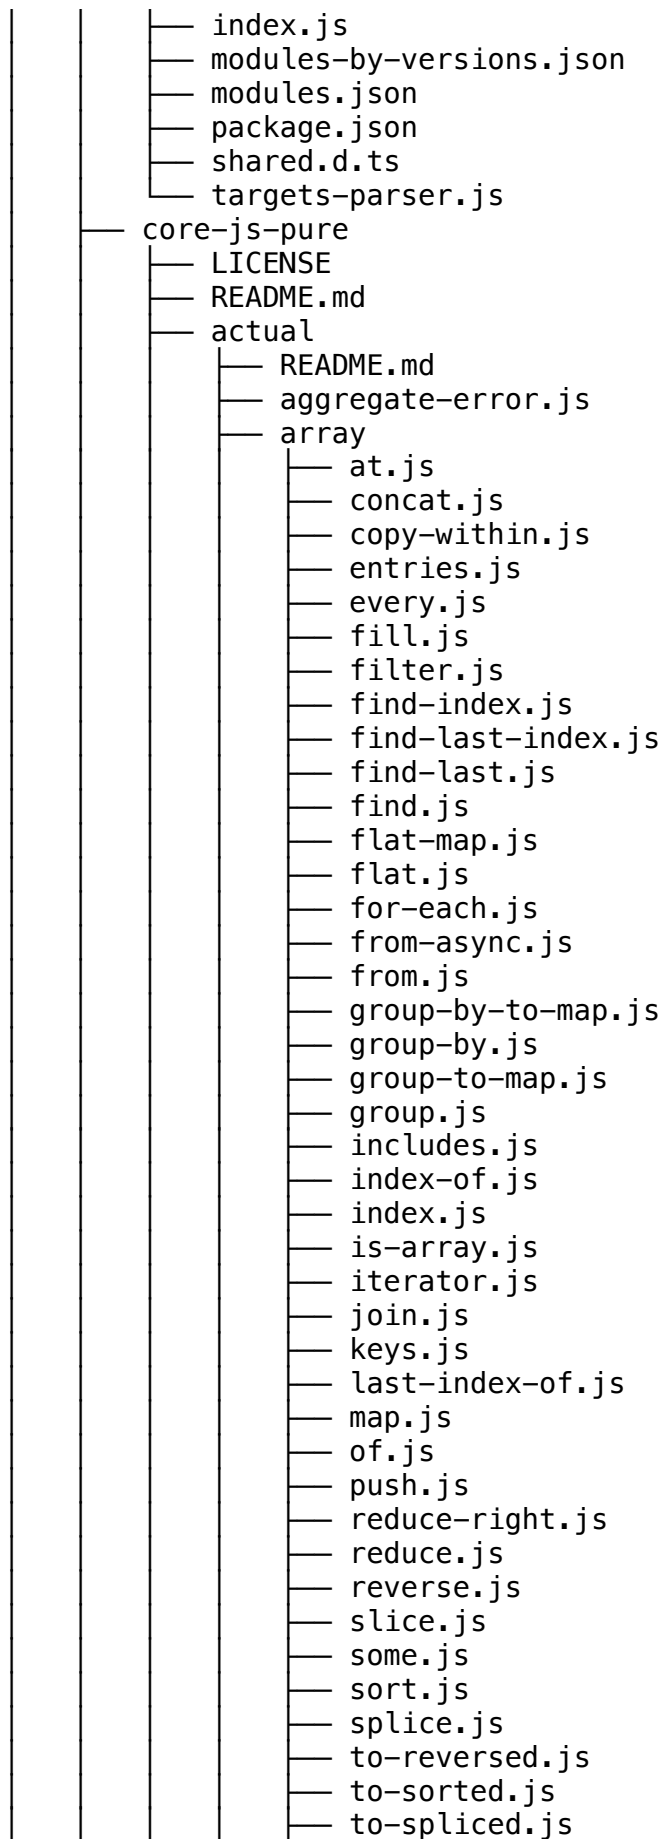 index.js
modules-by-versions.json
modules.json
package.json
shared.d.ts
targets-parser.js
core-js-pure
LICENSE
README.md
actual
README.md
aggregate-error.js
array
at.js
concat.js
copy-within.js
entries.js
every.js
fill.js
filter.js
find-index.js
find-last-index.js
find-last.js
find.js
flat-map.js
flat.js
for-each.js
from-async.js
from.js
group-by-to-map.js
group-by.js
group-to-map.js
group.js
includes.js
index-of.js
index.js
is-array.js
iterator.js
join.js
keys.js
last-index-of.js
map.js
of.js
push.js
reduce-right.js
reduce.js
reverse.js
slice.js
some.js
sort.js
splice.js
to-reversed.js
to-sorted.js
to-spliced.js